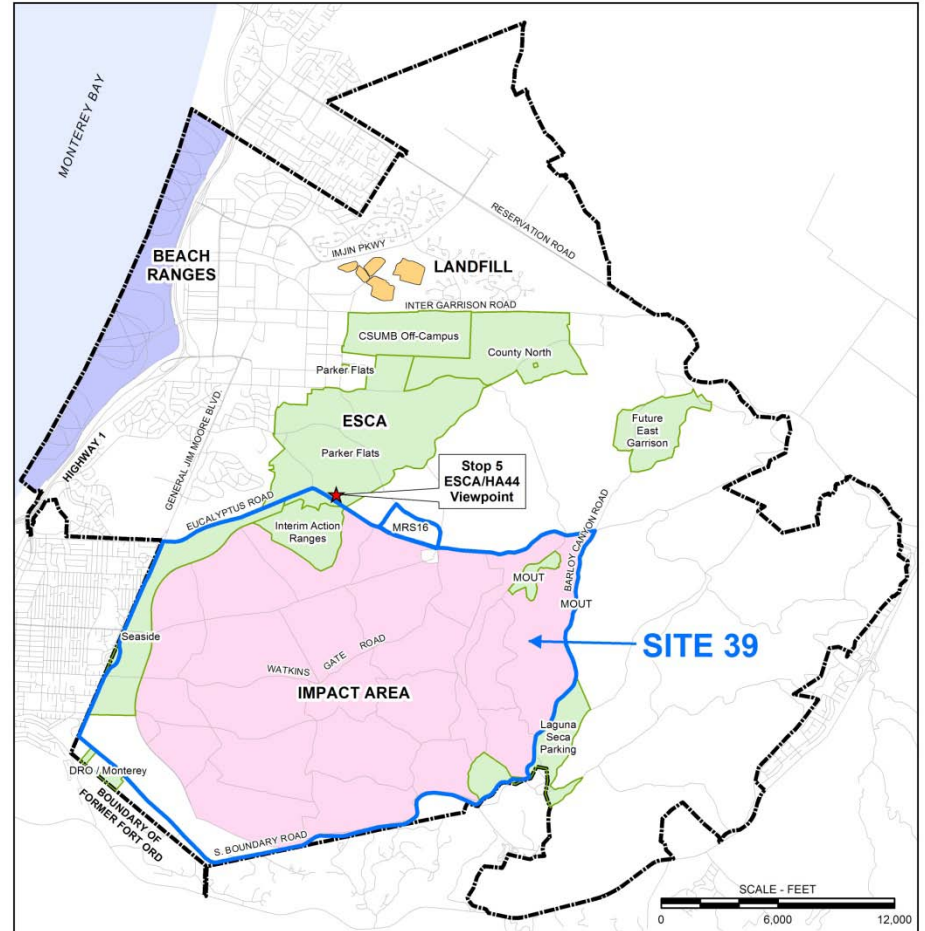 MONTEREY BAY
RESERVATION ROAD
IMJIN PKWY
BEACH
RANGES
LANDFILL
INTER GARRISON ROAD
CSUMB Off-Campus
County North
Parker Flats
GENERAL JIM MOORE BLVD.
ESCA
Future
East
Garrison
HIGHWAY 1
Parker Flats
Stop 5
ESCA/HA44
Viewpoint
EUCALYPTUS ROAD
Interim Action
Ranges
MRS16
BARLOY CANYON ROAD
MOUT
MOUT
Seaside
SITE 39
WATKINS GATE ROAD
IMPACT AREA
Laguna
Seca
Parking
DRO / Monterey
BOUNDARY OF
FORMER FORT ORD
S. BOUNDARY ROAD
SCALE - FEET
0 6,000 12,000